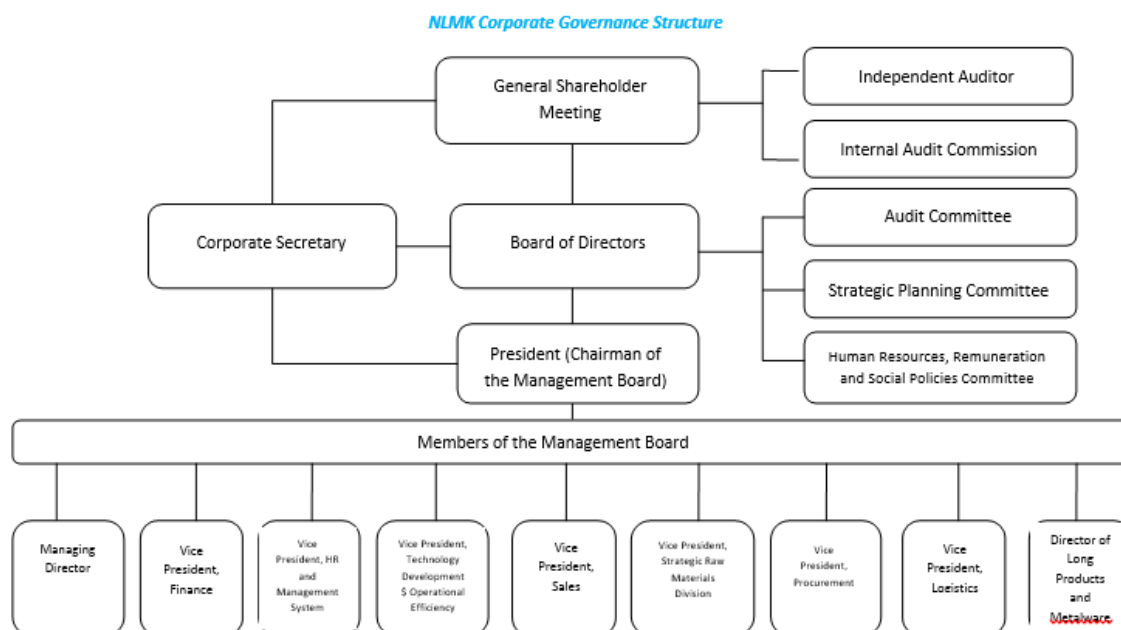 NLMK Corporate Governance Structure
General Shareholder
Meeting
Independent Auditor
Internal Audit Commission
Corporate Secretary
Board of Directors
Audit Committee
Strategic Planning Committee
Human Resources, Remuneration
and Social Policies Committee
President (Chairman of
the Management Board)
Members of the Management Board
Managing
Director
Vice
President,
Finance
Vice
President, HR
and
Management
System
Vice President,
Technology
Development
$ Operational
Efficiency
Vice
President,
Sales
Vice President,
Strategic Raw
Materials
Division
Vice
President,
Procurement
Vice
President,
Logistics
Director of
Long
Products
and
Metalware